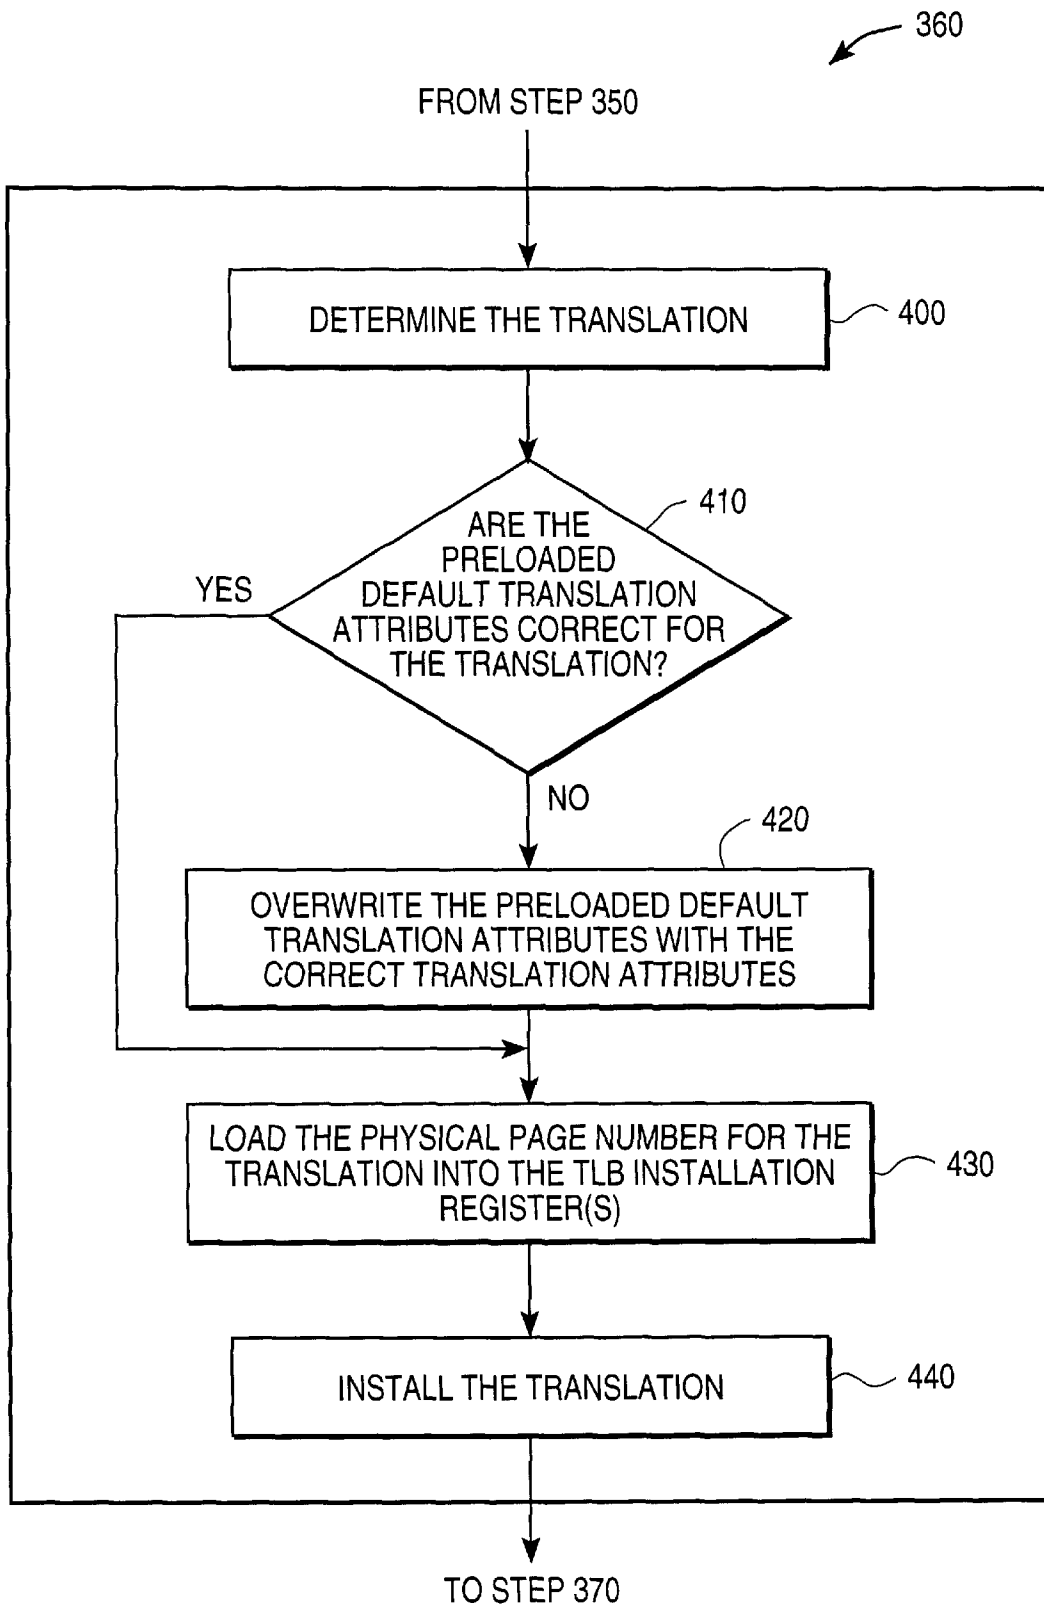 360
FROM STEP 350
DETERMINE THE TRANSLATION
400
410
ARE THE
PRELOADED
DEFAULT TRANSLATION
ATTRIBUTES CORRECT FOR
THE TRANSLATION?
YES
NO
420
OVERWRITE THE PRELOADED DEFAULT
TRANSLATION ATTRIBUTES WITH THE
CORRECT TRANSLATION ATTRIBUTES
LOAD THE PHYSICAL PAGE NUMBER FOR THE
TRANSLATION INTO THE TLB INSTALLATION
REGISTER(S)
430
INSTALL THE TRANSLATION
440
TO STEP 370